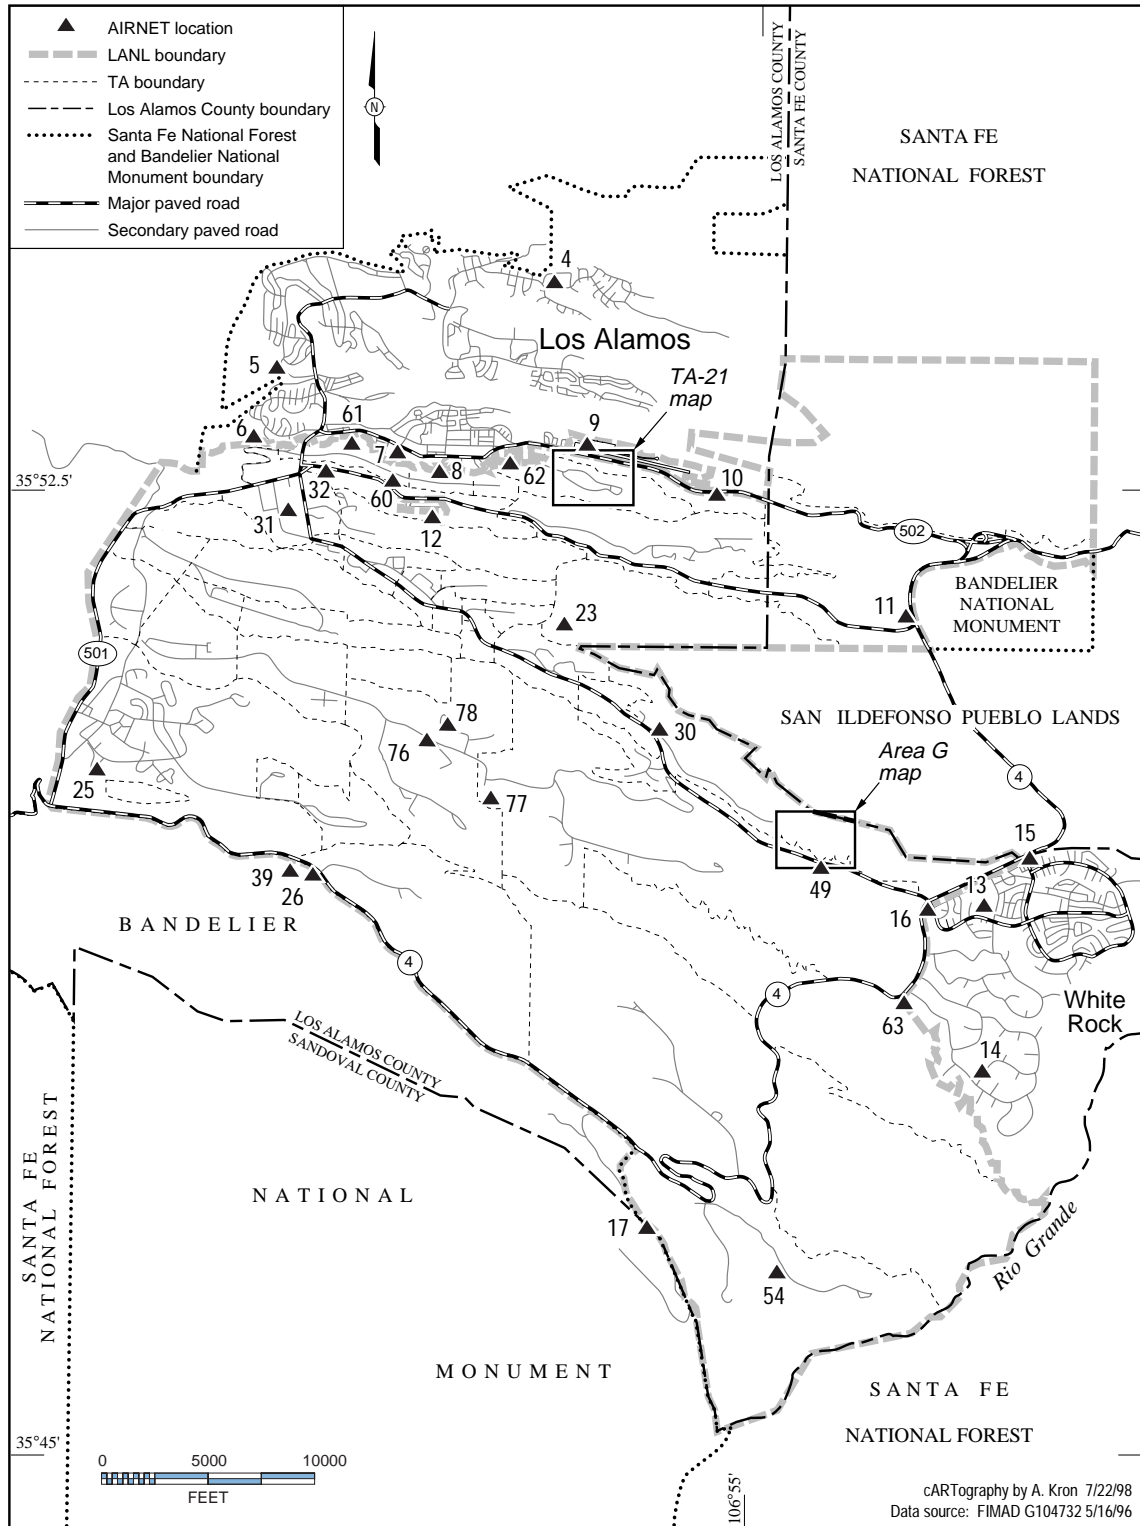 AIRNET location
LANL boundary
TA boundary
Los Alamos County boundary
Santa Fe National Forest
and Bandelier National
Monument boundary
Major paved road
Secondary paved road
N
LOS ALAMOS COUNTY
SANTA FE COUNTY
SANTA FE
NATIONAL FOREST
4
Los Alamos
5
TA-21
map
6
61
7
8
9
62
10
35°52.5'
32
60
31
12
502
BANDELIER
NATIONAL
MONUMENT
11
23
501
78
76
30
SAN ILDEFONSO PUEBLO LANDS
Area G
map
4
25
77
15
39
26
49
13
16
BANDELIER
4
4
63
White
Rock
LOS ALAMOS COUNTY
SANDOVAL COUNTY
14
SANTA FE
NATIONAL FOREST
NATIONAL
17
Rio Grande
54
MONUMENT
SANTA FE
NATIONAL FOREST
35°45'
0 5000 10000
FEET
106°55'
cARTography by A. Kron 7/22/98
Data source: FIMAD G104732 5/16/96